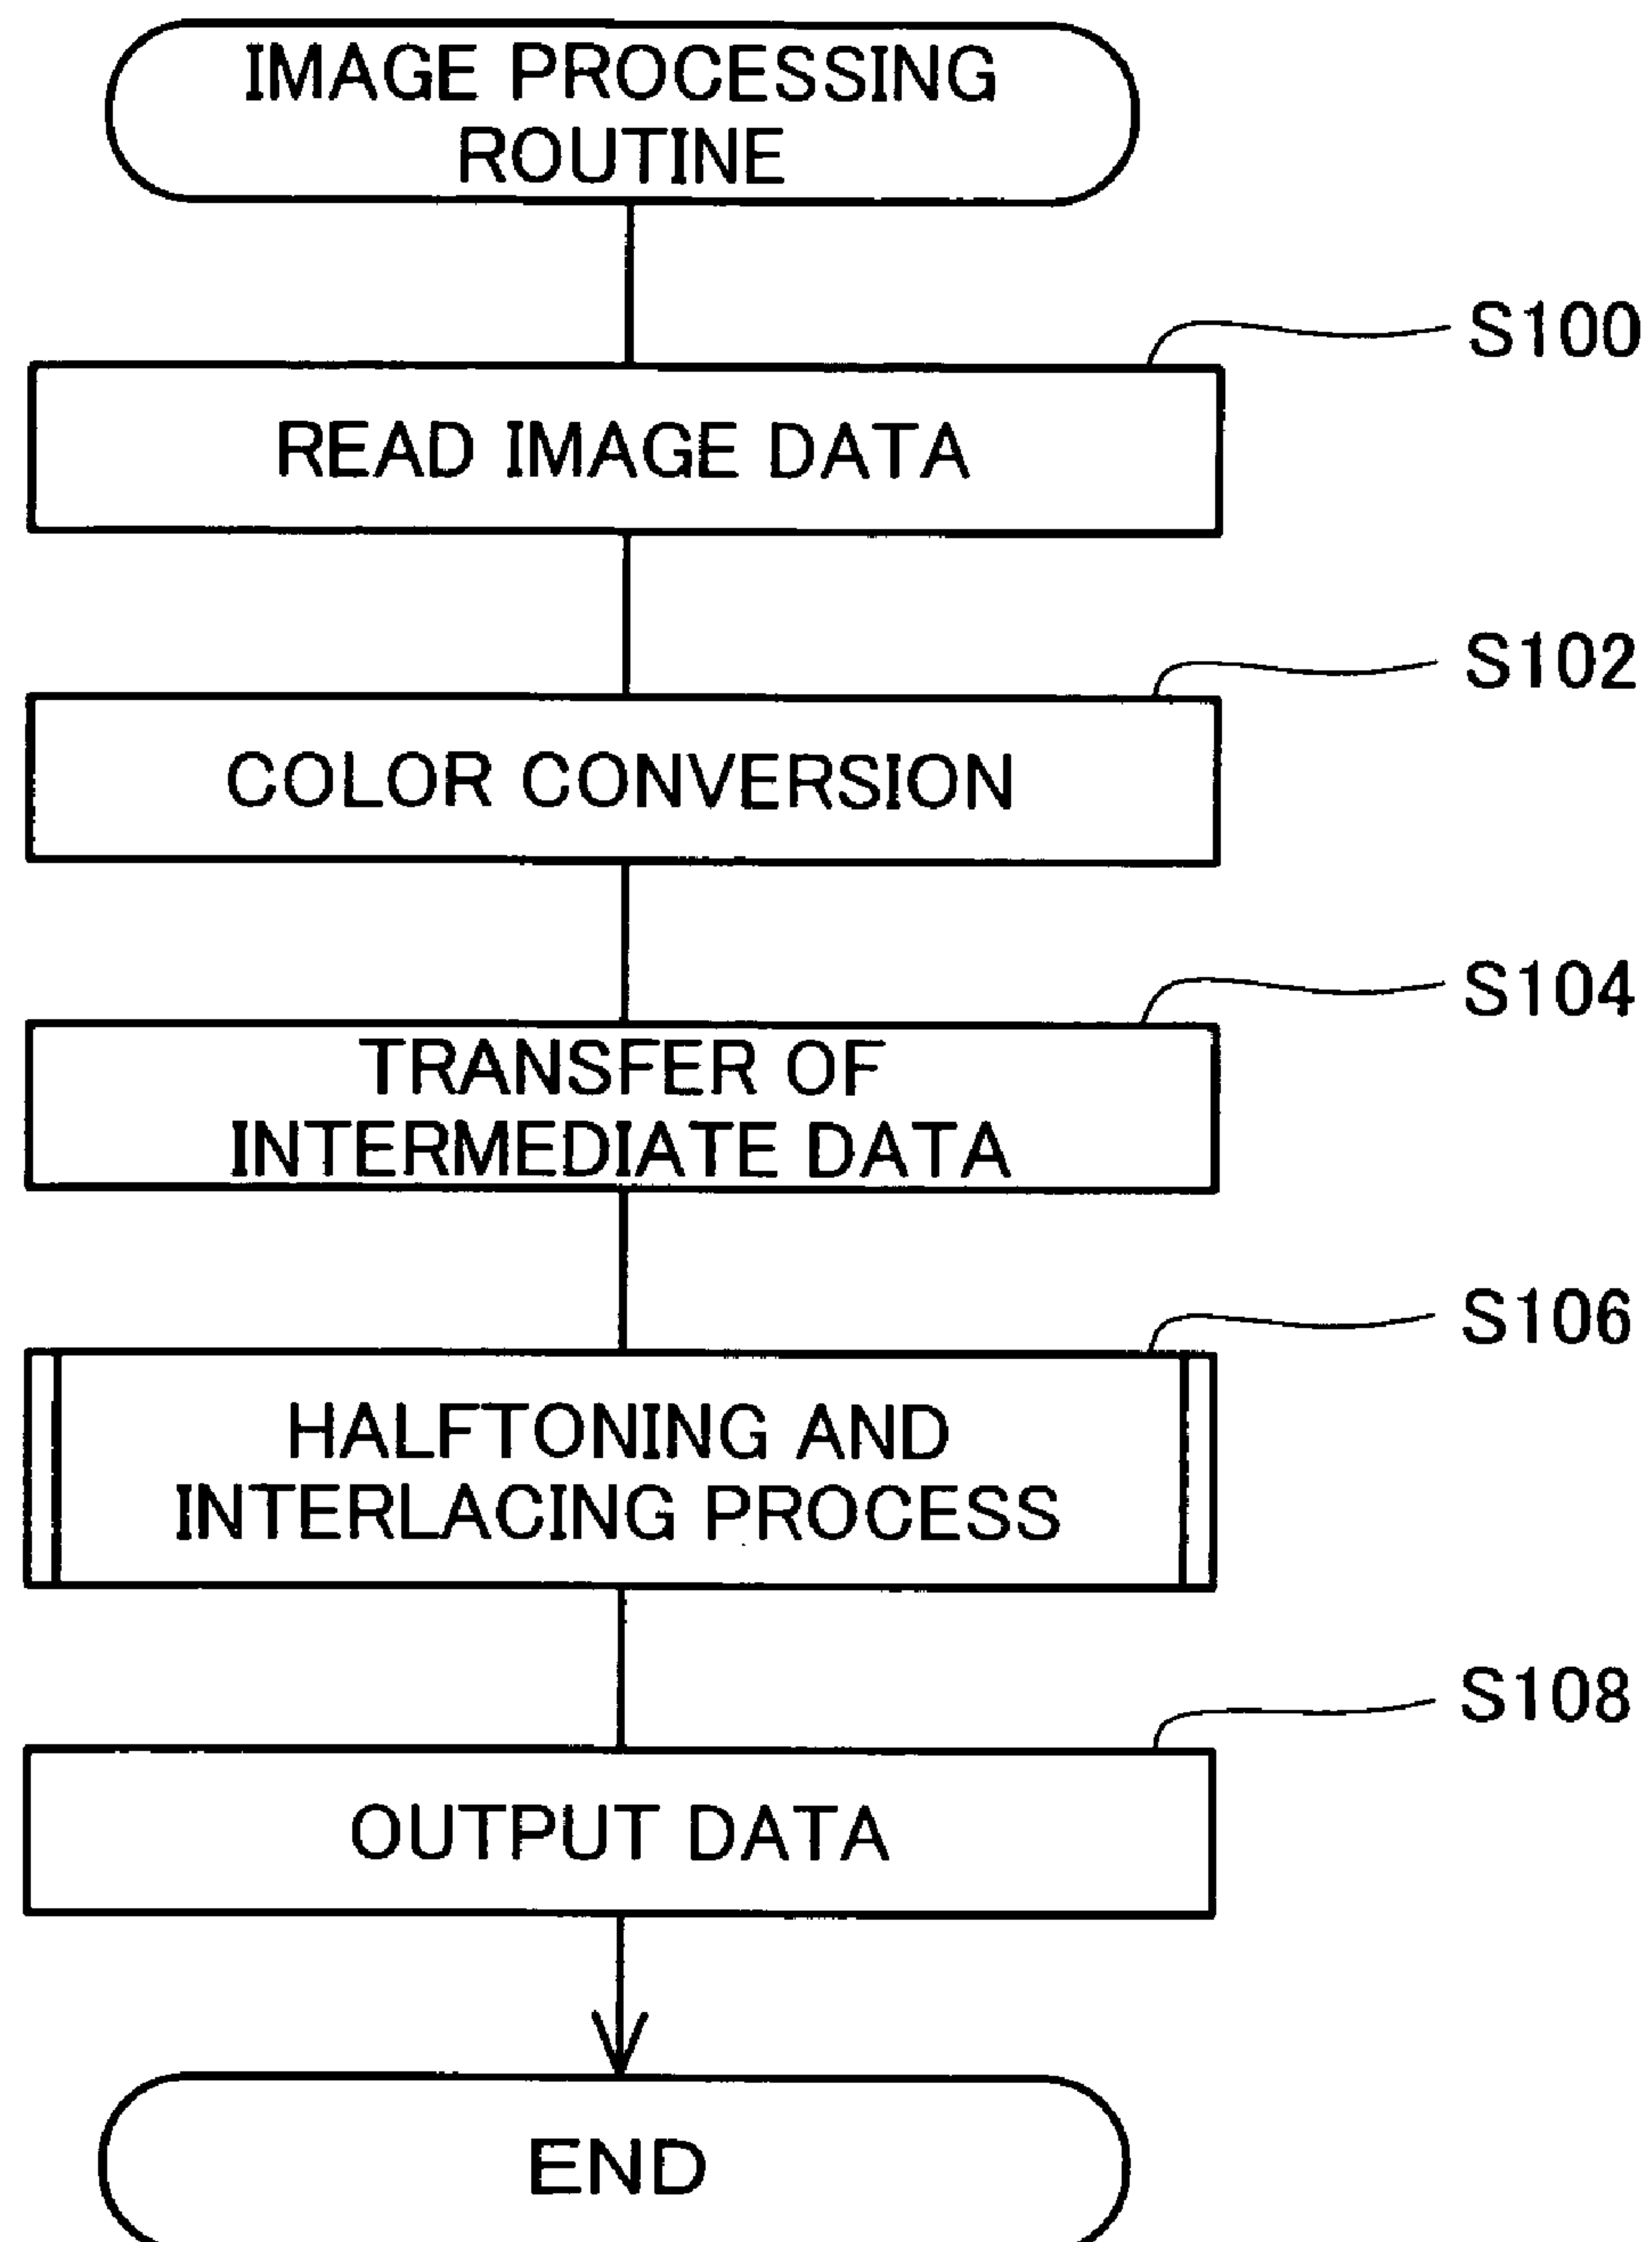 IMAGE PROCESSING
ROUTINE
S100
READ IMAGE DATA
S102
COLOR CONVERSION
S104
TRANSFER OF
INTERMEDIATE DATA
S106
HALFTONING AND
INTERLACING PROCESS
S108
OUTPUT DATA
END